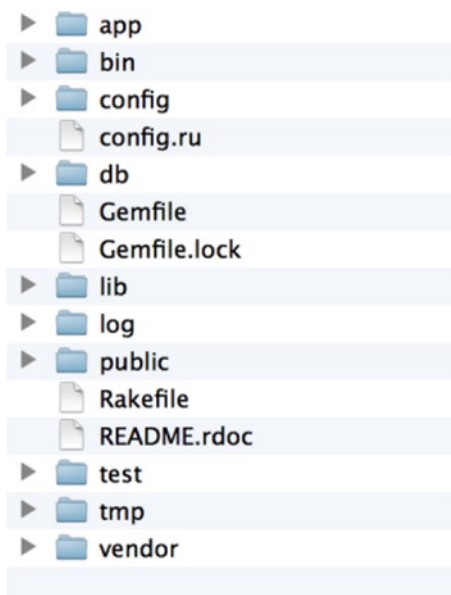 app
bin
config
config.ru
db
Gemfile
Gemfile.lock
lib
log
public
Rakefile
README.rdoc
test
tmp
vendor